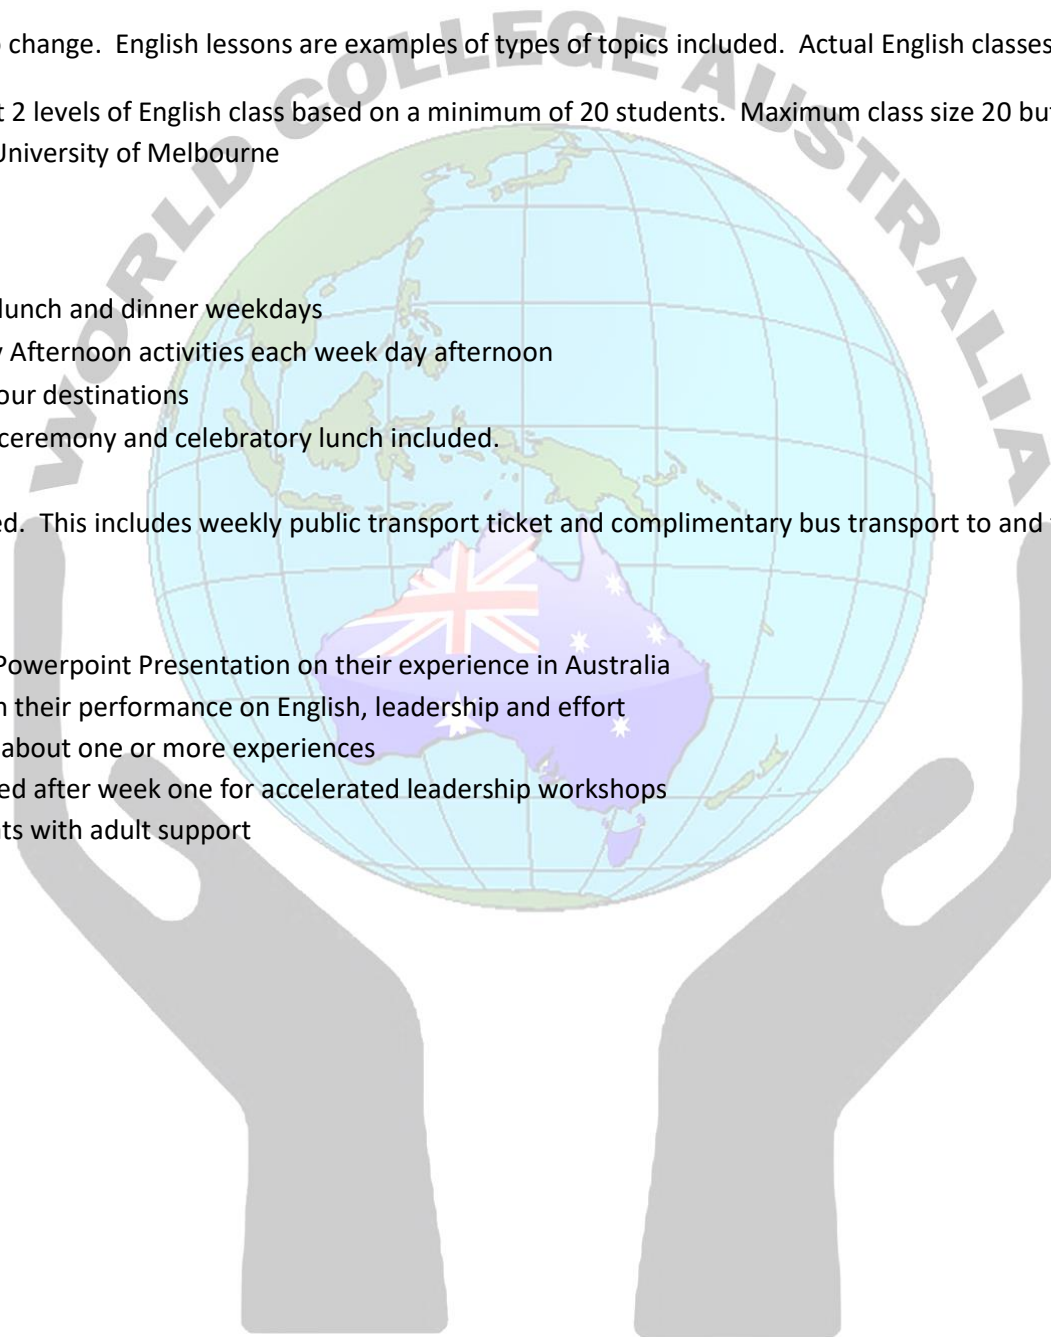 WORLD COLLEGE AUSTRALIA
change.  English lessons are examples of types of topics included.  Actual English classes
t 2 levels of English class based on a minimum of 20 students.  Maximum class size 20 but
University of Melbourne
lunch and dinner weekdays
y Afternoon activities each week day afternoon
our destinations
ceremony and celebratory lunch included.
ed.  This includes weekly public transport ticket and complimentary bus transport to and
Powerpoint Presentation on their experience in Australia
n their performance on English, leadership and effort
about one or more experiences
ed after week one for accelerated leadership workshops
ts with adult support